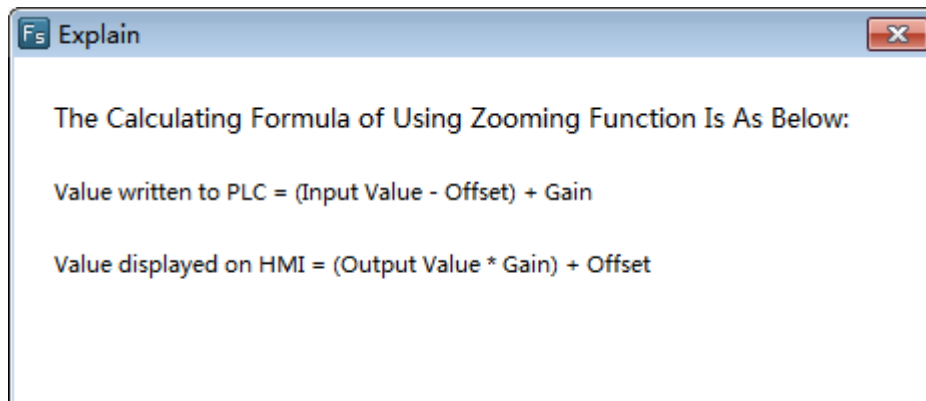 Fs Explain
The Calculating Formula of Using Zooming Function Is As Below:
Value written to PLC = (Input Value - Offset) + Gain
Value displayed on HMI = (Output Value * Gain) + Offset